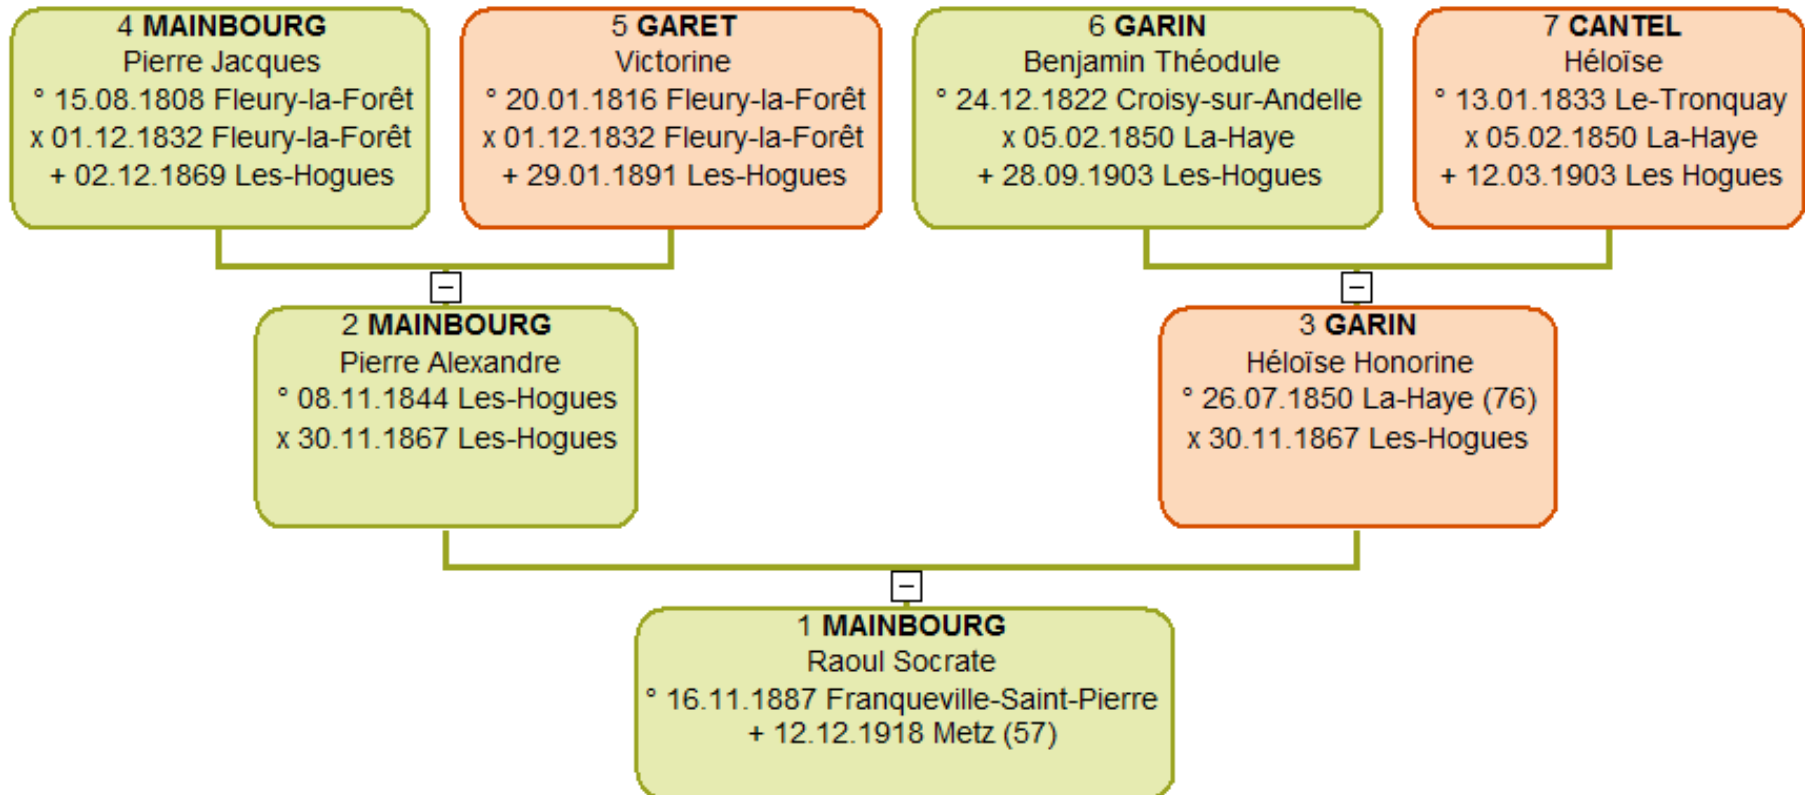 4 MAINBOURG
Pierre Jacques
° 15.08.1808 Fleury-la-Forêt
x 01.12.1832 Fleury-la-Forêt
+ 02.12.1869 Les-Hogues
5 GARET
Victorine
° 20.01.1816 Fleury-la-Forêt
x 01.12.1832 Fleury-la-Forêt
+ 29.01.1891 Les-Hogues
6 GARIN
Benjamin Théodule
° 24.12.1822 Croisy-sur-Andelle
x 05.02.1850 La-Haye
+ 28.09.1903 Les-Hogues
7 CANTEL
Héloïse
° 13.01.1833 Le-Tronquay
x 05.02.1850 La-Haye
+ 12.03.1903 Les Hogues
2 MAINBOURG
Pierre Alexandre
° 08.11.1844 Les-Hogues
x 30.11.1867 Les-Hogues
3 GARIN
Héloïse Honorine
° 26.07.1850 La-Haye (76)
x 30.11.1867 Les-Hogues
1 MAINBOURG
Raoul Socrate
° 16.11.1887 Franqueville-Saint-Pierre
+ 12.12.1918 Metz (57)